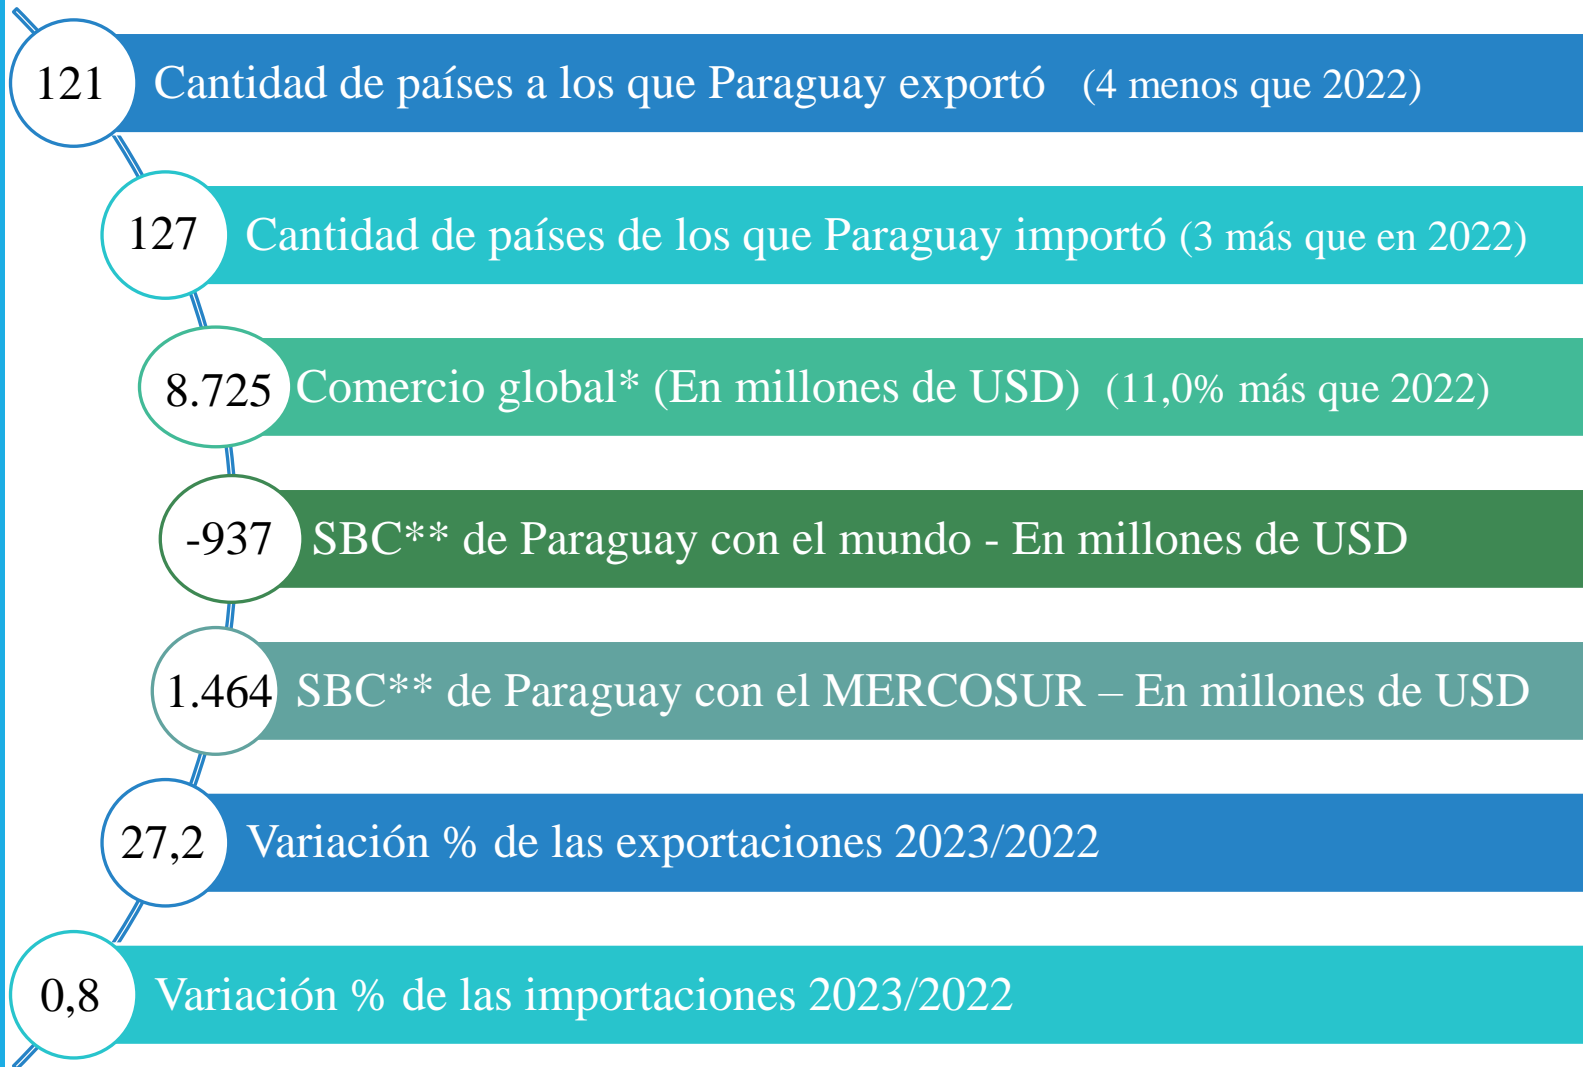 121 Cantidad de países a los que Paraguay exportó (4 menos que 2022)
127 Cantidad de países de los que Paraguay importó (3 más que en 2022)
8.725 Comercio global* (En millones de USD) (11,0% más que 2022)
-937 SBC** de Paraguay con el mundo - En millones de USD
1.464 SBC** de Paraguay con el MERCOSUR – En millones de USD
27,2 Variación % de las exportaciones 2023/2022
0,8 Variación % de las importaciones 2023/2022